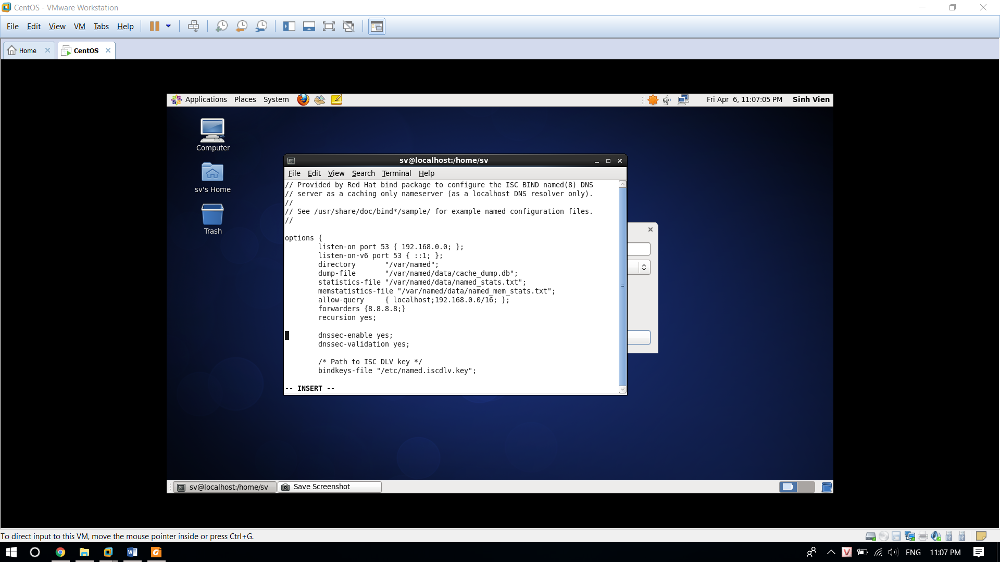 CentOS - VMware Workstation
File Edit View VM Tabs Help
Home
CentOS
Applications Places System
Fri Apr 6, 11:07:05 PM Sinh Vien
Computer
sv's Home
Trash
sv@localhost:/home/sv
File Edit View Search Terminal Help
// Provided by Red Hat bind package to configure the ISC BIND named(8) DNS
// server as a caching only nameserver (as a localhost DNS resolver only).
//
// See /usr/share/doc/bind*/sample/ for example named configuration files.
//
options {
listen-on port 53 { 192.168.0.0; };
listen-on-v6 port 53 { ::1; };
directory "/var/named";
dump-file "/var/named/data/cache_dump.db";
statistics-file "/var/named/data/named_stats.txt";
memstatistics-file "/var/named/data/named_mem_stats.txt";
allow-query { localhost;192.168.0.0/16; };
forwarders {8.8.8.8;}
recursion yes;
dnssec-enable yes;
dnssec-validation yes;
/* Path to ISC DLV key */
bindkeys-file "/etc/named.iscdlv.key";
-- INSERT --
sv@localhost:/home/sv
Save Screenshot
To direct input to this VM, move the mouse pointer inside or press Ctrl+G.
ENG 11:07 PM